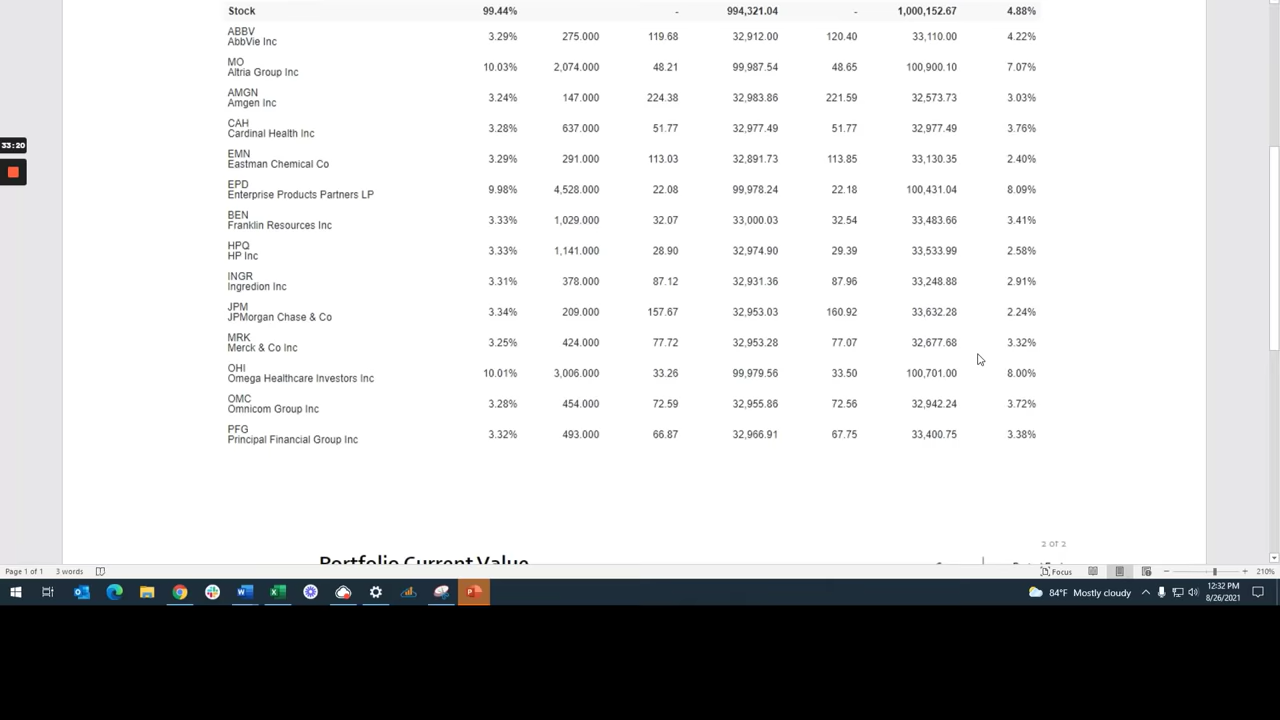 Stock 99.44% - 994,321.04 - 1,000,152.67 4.88%
ABBV
AbbVie Inc 3.29% 275.000 119.68 32,912.00 120.40 33,110.00 4.22%
MO
Altria Group Inc 10.03% 2,074.000 48.21 99,987.54 48.65 100,900.10 7.07%
AMGN
Amgen Inc 3.24% 147.000 224.38 32,983.86 221.59 32,573.73 3.03%
CAH
Cardinal Health Inc 3.28% 637.000 51.77 32,977.49 51.77 32,977.49 3.76%
EMN
Eastman Chemical Co 3.29% 291.000 113.03 32,891.73 113.85 33,130.35 2.40%
EPD
Enterprise Products Partners LP 9.98% 4,528.000 22.08 99,978.24 22.18 100,431.04 8.09%
BEN
Franklin Resources Inc 3.33% 1,029.000 32.07 33,000.03 32.54 33,483.66 3.41%
HPQ
HP Inc 3.33% 1,141.000 28.90 32,974.90 29.39 33,533.99 2.58%
INGR
Ingredion Inc 3.31% 378.000 87.12 32,931.36 87.96 33,248.88 2.91%
JPM
JPMorgan Chase & Co 3.34% 209.000 157.67 32,953.03 160.92 33,632.28 2.24%
MRK
Merck & Co Inc 3.25% 424.000 77.72 32,953.28 77.07 32,677.68 3.32%
OHI
Omega Healthcare Investors Inc 10.01% 3,006.000 33.26 99,979.56 33.50 100,701.00 8.00%
OMC
Omnicom Group Inc 3.28% 454.000 72.59 32,955.86 72.56 32,942.24 3.72%
PFG
Principal Financial Group Inc 3.32% 493.000 66.87 32,966.91 67.75 33,400.75 3.38%
33:20
2 OT 2
Portfolio Current Value
Page 1 of 1 3 words Focus 210%
84°F Mostly cloudy 12:32 PM
8/26/2021